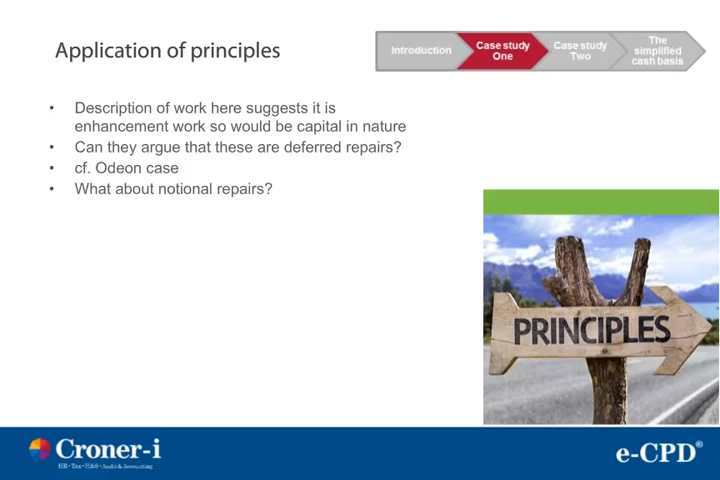 Application of principles
Introduction
Case study
One
Case study
Two
The
simplified
cash basis
• Description of work here suggests it is
enhancement work so would be capital in nature
• Can they argue that these are deferred repairs?
• cf. Odeon case
• What about notional repairs?
PRINCIPLES
Croner-i
HR • Tax • H&S • Audit & Accounting
e-CPD®